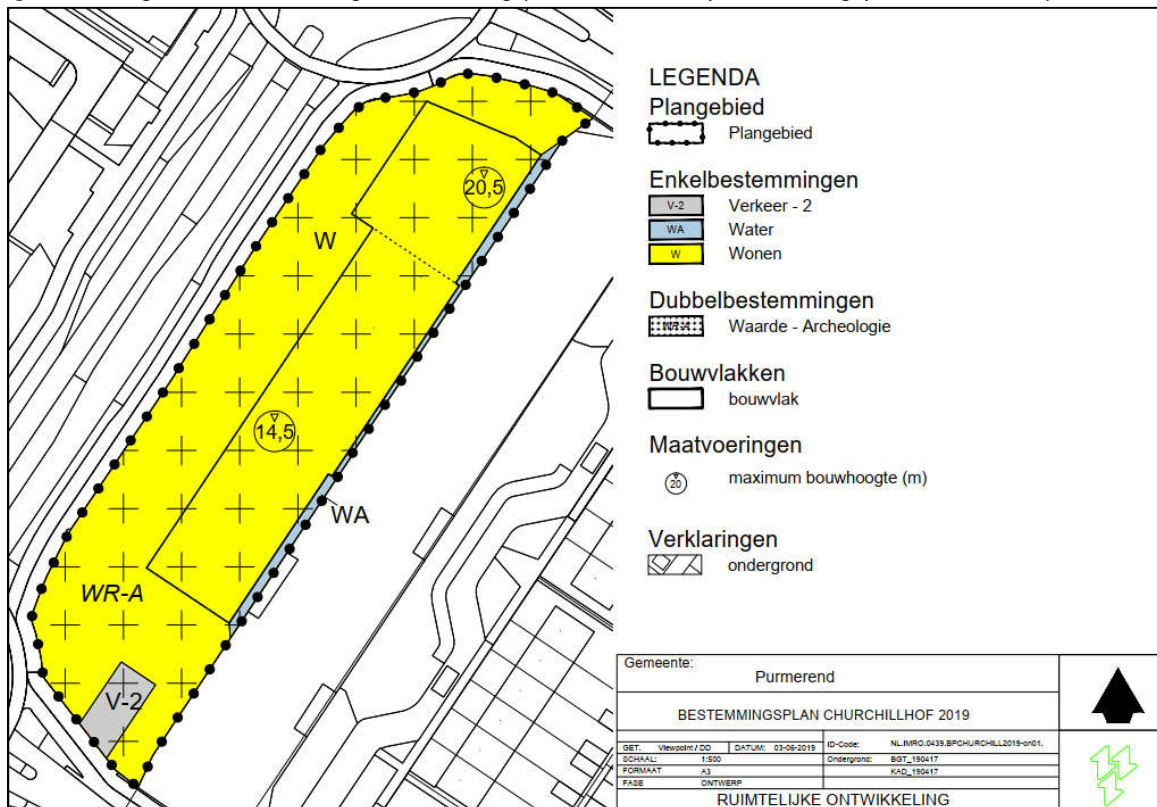 20,5
W
14,5
WA
WR-A
V-2
LEGENDA
Plangebied
Plangebied
Enkelbestemmingen
V-2 Verkeer - 2
WA Water
W Wonen
Dubbelbestemmingen
WR-A Waarde - Archeologie
Bouwvlakken
bouwvlak
Maatvoeringen
20 maximum bouwhoogte (m)
Verklaringen
ondergrond
Gemeente:
Purmerend
BESTEMMINGSPLAN CHURCHILLHOF 2019
GET. Viewpoint / DD DATUM: 03-06-2019 ID-Code: NL.IMRO.0439.BPCHURCHILL2019-on01.
SCHAAL: 1:500 Ondergrond: BGT_190417
FORMAAT A3 KAD_190417
FASE ONTWERP
RUIMTELIJKE ONTWIKKELING